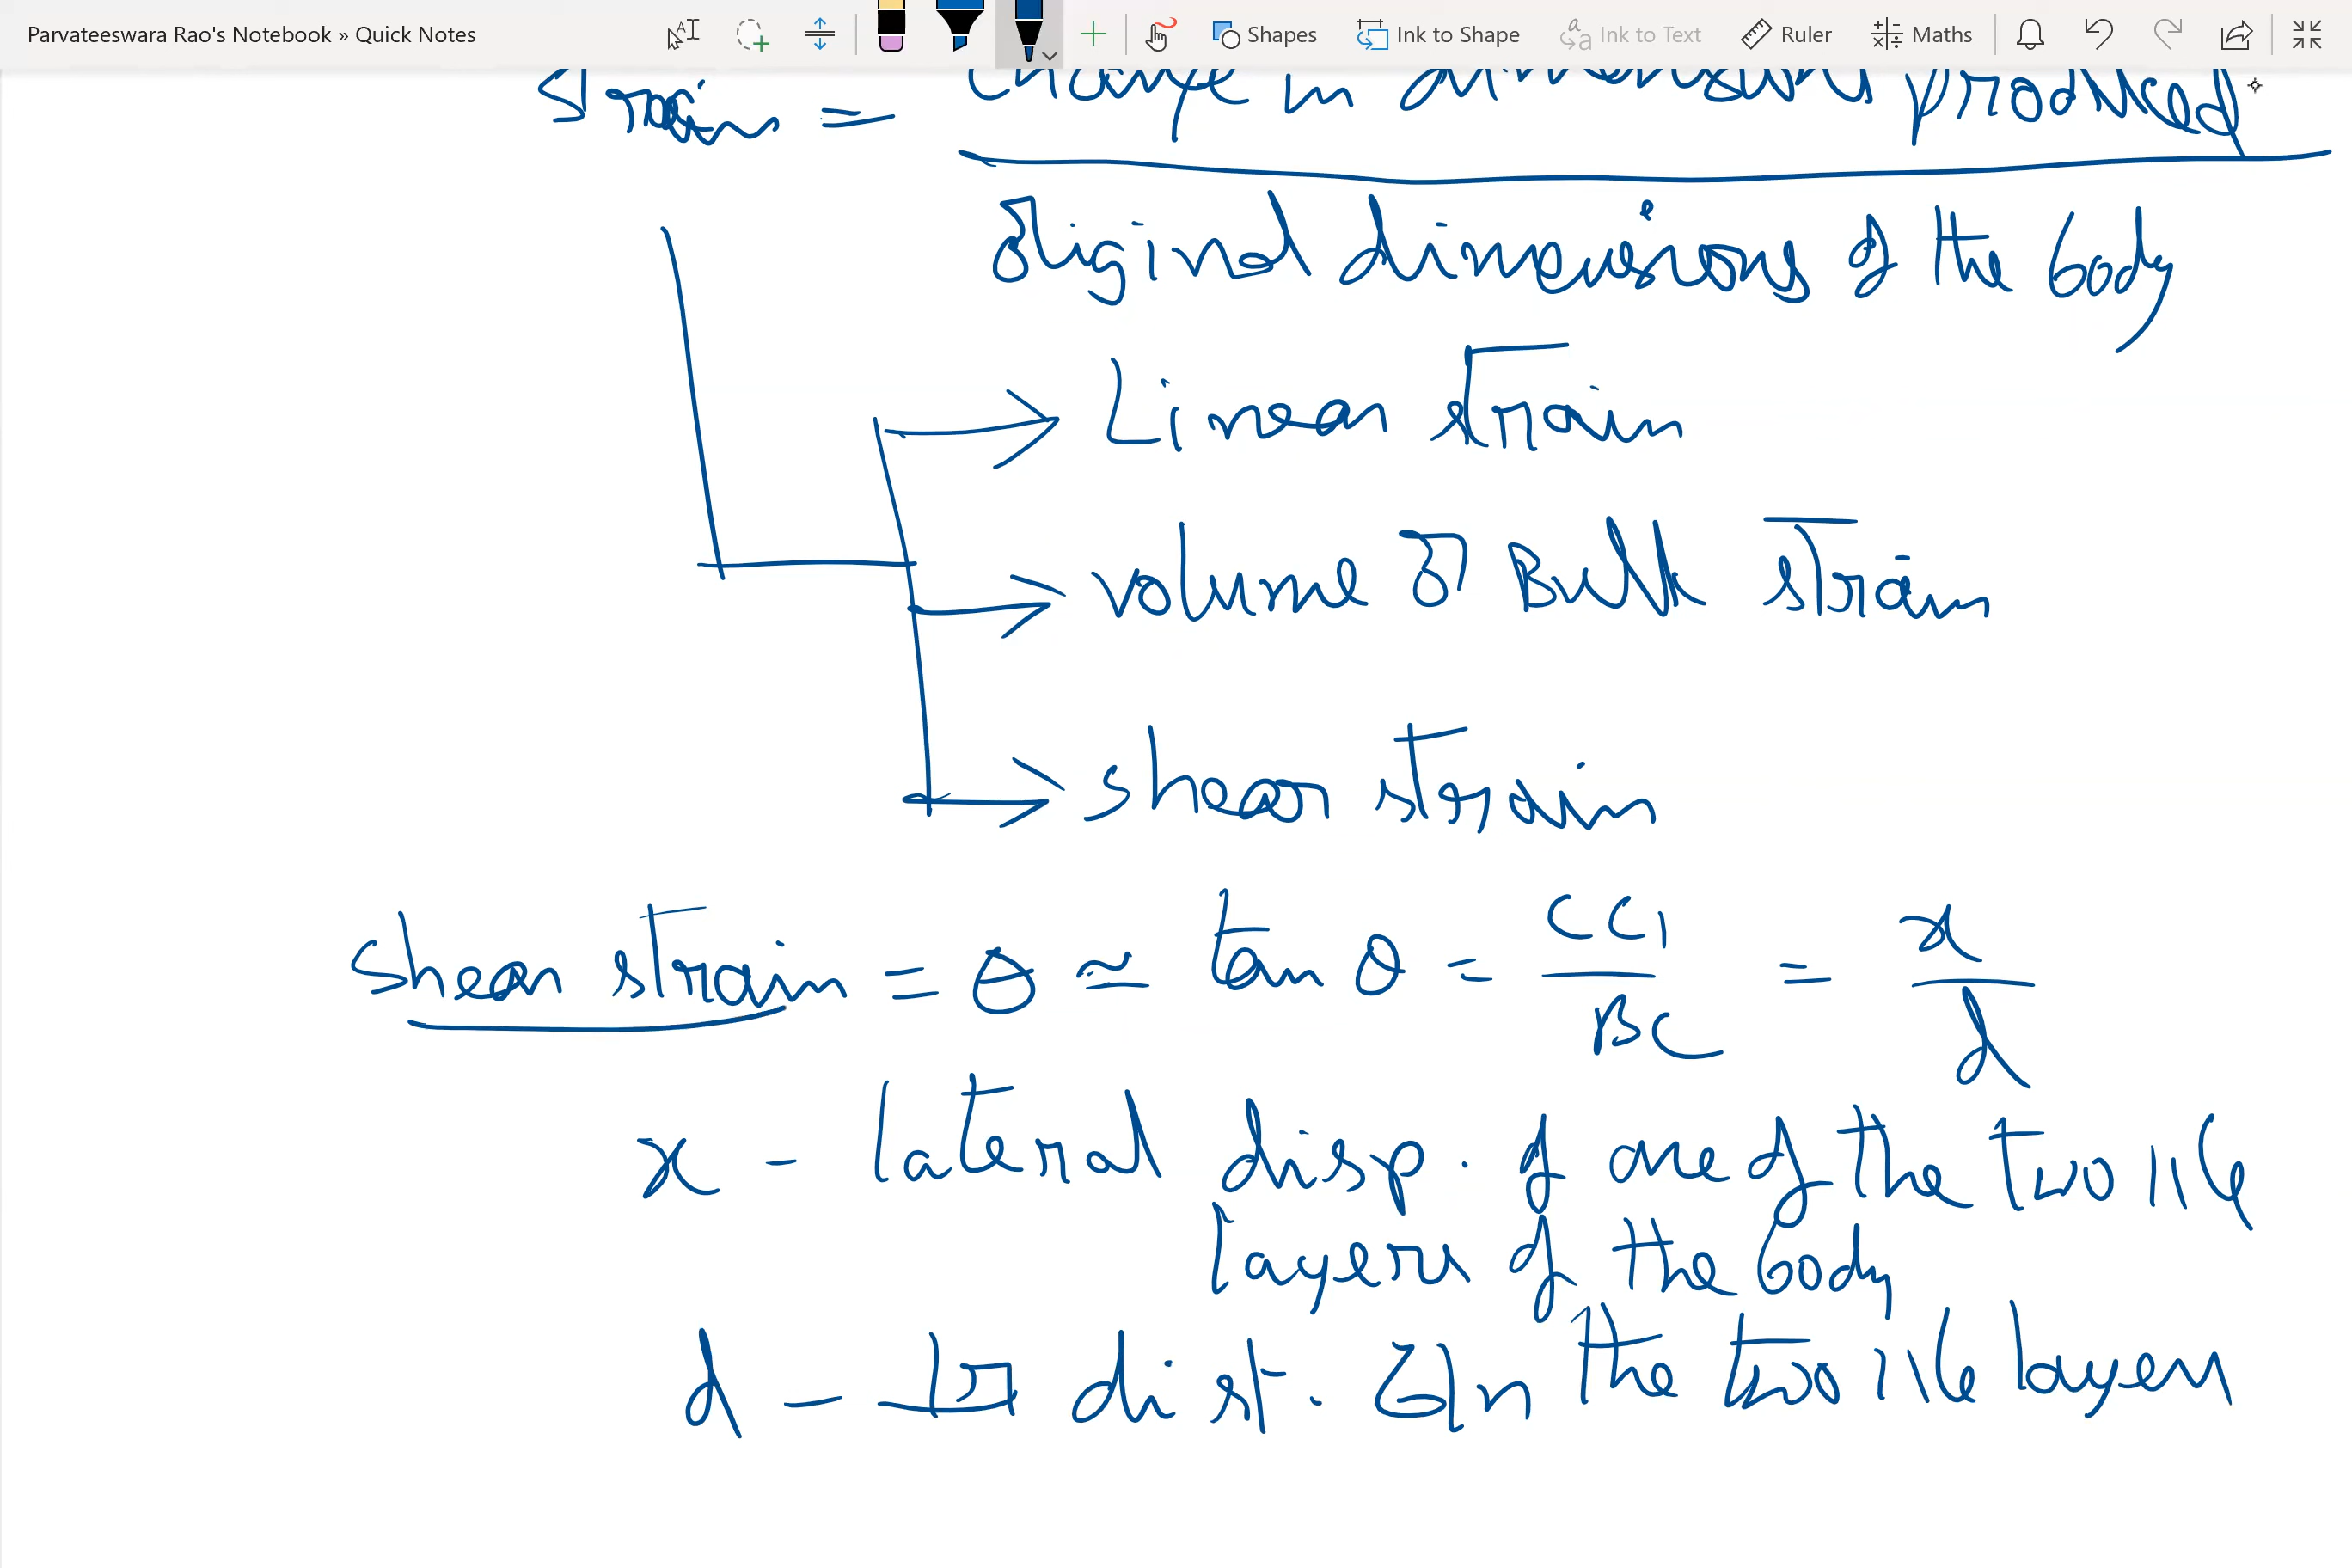 Parvateeswara Rao's Notebook » Quick Notes Shapes Ink to Shape Ink to Text Ruler Maths
Strain = change in dimensions produced
original dimensions of the body
Linear strain
volume or Bulk strain
shear strain
shear strain = θ ≃ tan θ = CC1/BC = x/d
x - lateral disp. of one of the two ||le
layers of the body
d - ⊥r dist. b/n the two ||le layers